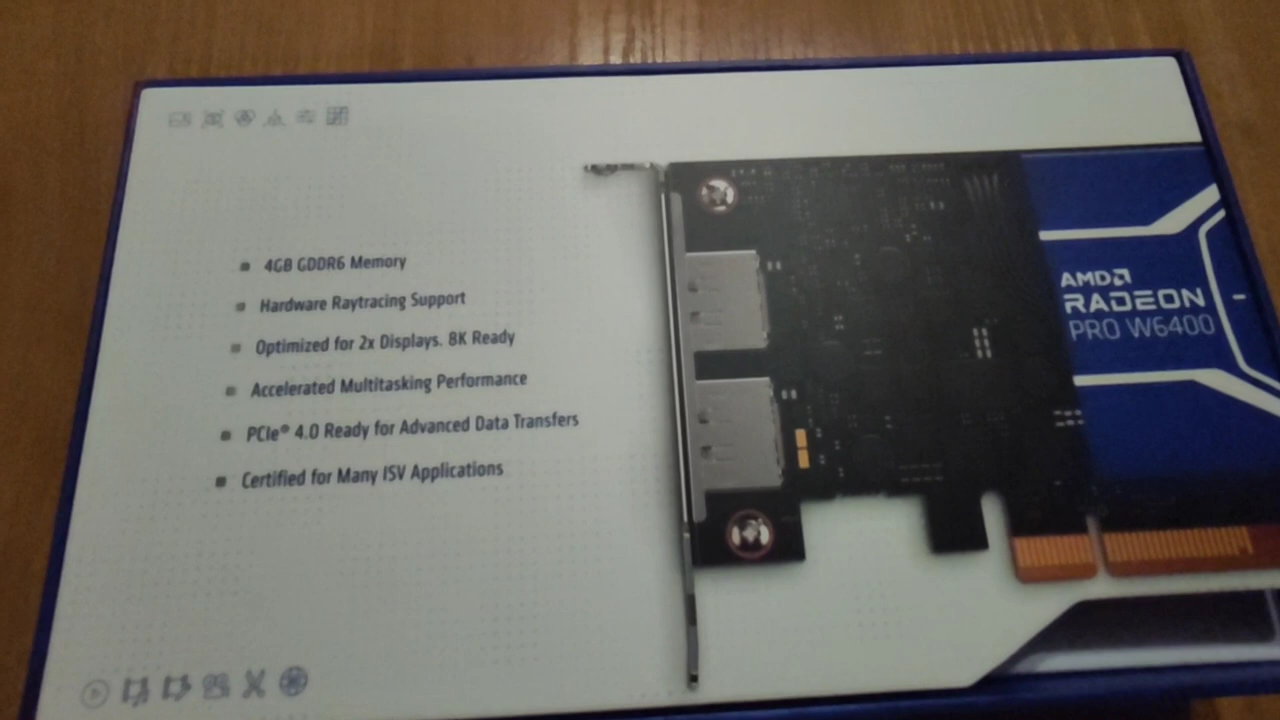 4GB GDDR6 Memory
Hardware Raytracing Support
Optimized for 2x Displays. 8K Ready
Accelerated Multitasking Performance
PCIe® 4.0 Ready for Advanced Data Transfers
Certified for Many ISV Applications
AMD
RADEON
PRO W6400